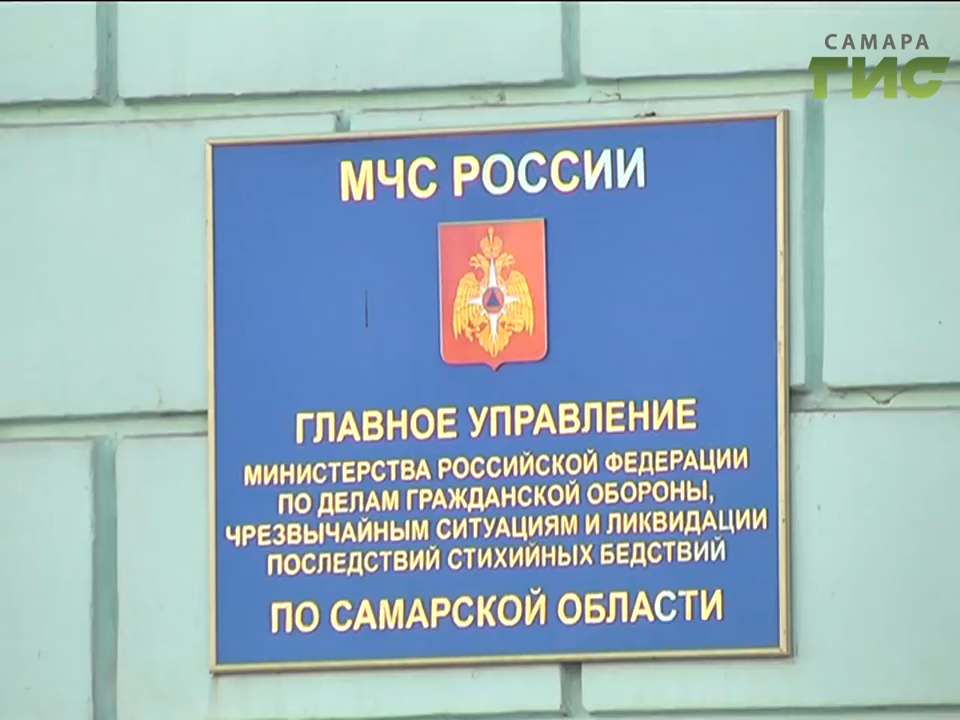 САМАРА
ГИС
МЧС РОССИИ
ГЛАВНОЕ УПРАВЛЕНИЕ
МИНИСТЕРСТВА РОССИЙСКОЙ ФЕДЕРАЦИИ
ПО ДЕЛАМ ГРАЖДАНСКОЙ ОБОРОНЫ,
ЧРЕЗВЫЧАЙНЫМ СИТУАЦИЯМ И ЛИКВИДАЦИИ
ПОСЛЕДСТВИЙ СТИХИЙНЫХ БЕДСТВИЙ
ПО САМАРСКОЙ ОБЛАСТИ